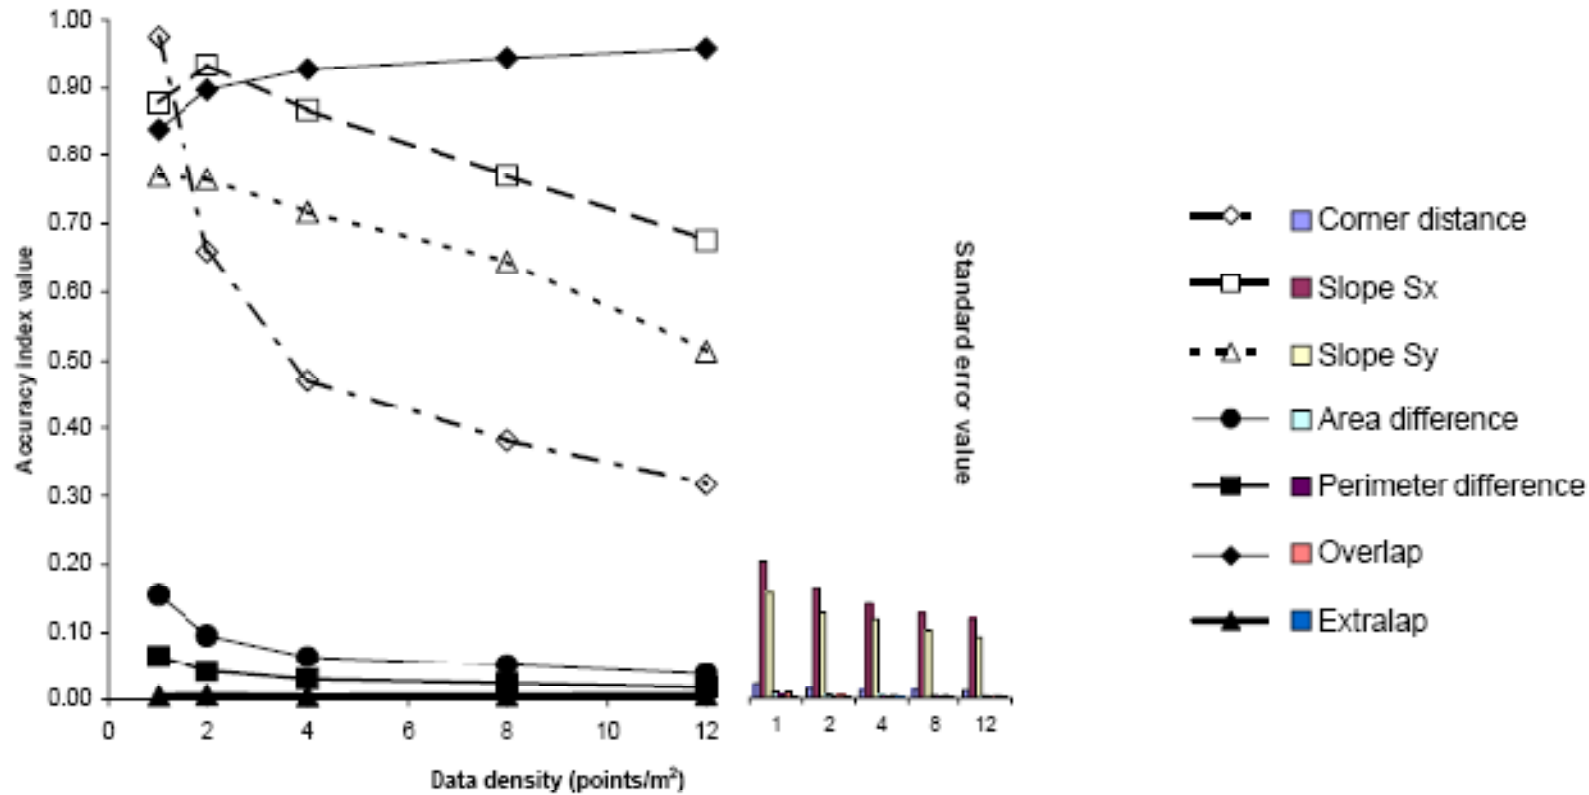 1.00
0.90
0.80
0.70
0.60
0.50
0.40
0.30
0.20
0.10
0.00
Accuracy index value
0 2 4 6 8 10 12
Data density (points/m²)
1 2 4 8 12
Standard error value
Corner distance
Slope Sx
Slope Sy
Area difference
Perimeter difference
Overlap
Extralap